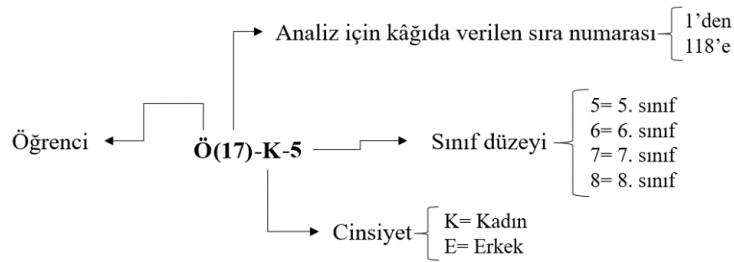 Analiz için kâğıda verilen sıra numarası
1’den
118’e
Öğrenci
Ö(17)-K-5
Sınıf düzeyi
5= 5. sınıf
6= 6. sınıf
7= 7. sınıf
8= 8. sınıf
Cinsiyet
K= Kadın
E= Erkek